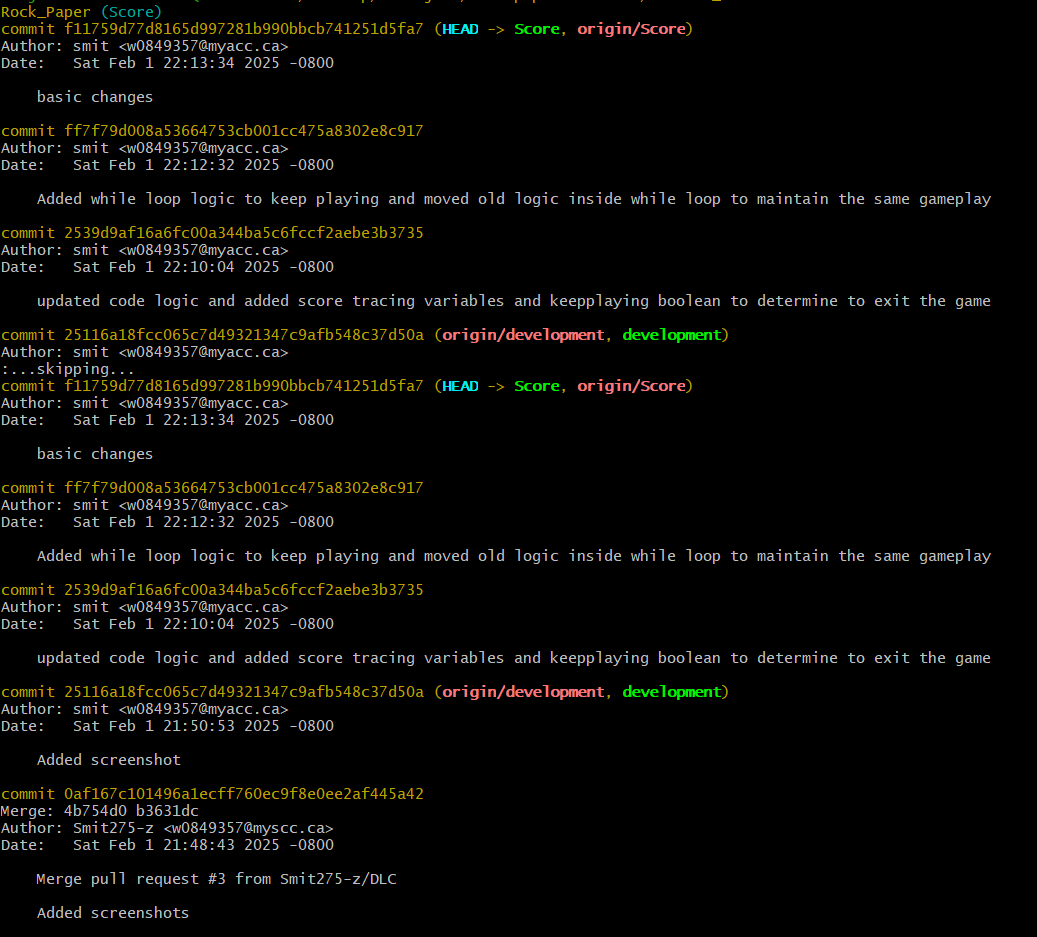 Rock_Paper (Score)
commit f11759d77d8165d997281b990bbcb741251d5fa7 (HEAD -> Score, origin/Score)
Author: smit <w0849357@myacc.ca>
Date:   Sat Feb 1 22:13:34 2025 -0800
basic changes
commit ff7f79d008a53664753cb001cc475a8302e8c917
Author: smit <w0849357@myacc.ca>
Date:   Sat Feb 1 22:12:32 2025 -0800
Added while loop logic to keep playing and moved old logic inside while loop to maintain the same gameplay
commit 2539d9af16a6fc00a344ba5c6fccf2aebe3b3735
Author: smit <w0849357@myacc.ca>
Date:   Sat Feb 1 22:10:04 2025 -0800
updated code logic and added score tracing variables and keepplaying boolean to determine to exit the game
commit 25116a18fcc065c7d49321347c9afb548c37d50a (origin/development, development)
Author: smit <w0849357@myacc.ca>
:...skipping...
commit f11759d77d8165d997281b990bbcb741251d5fa7 (HEAD -> Score, origin/Score)
Author: smit <w0849357@myacc.ca>
Date:   Sat Feb 1 22:13:34 2025 -0800
basic changes
commit ff7f79d008a53664753cb001cc475a8302e8c917
Author: smit <w0849357@myacc.ca>
Date:   Sat Feb 1 22:12:32 2025 -0800
Added while loop logic to keep playing and moved old logic inside while loop to maintain the same gameplay
commit 2539d9af16a6fc00a344ba5c6fccf2aebe3b3735
Author: smit <w0849357@myacc.ca>
Date:   Sat Feb 1 22:10:04 2025 -0800
updated code logic and added score tracing variables and keepplaying boolean to determine to exit the game
commit 25116a18fcc065c7d49321347c9afb548c37d50a (origin/development, development)
Author: smit <w0849357@myacc.ca>
Date:   Sat Feb 1 21:50:53 2025 -0800
Added screenshot
commit 0af167c101496a1ecff760ec9f8e0ee2af445a42
Merge: 4b754d0 b3631dc
Author: Smit275-z <w0849357@myscc.ca>
Date:   Sat Feb 1 21:48:43 2025 -0800
Merge pull request #3 from Smit275-z/DLC
Added screenshots